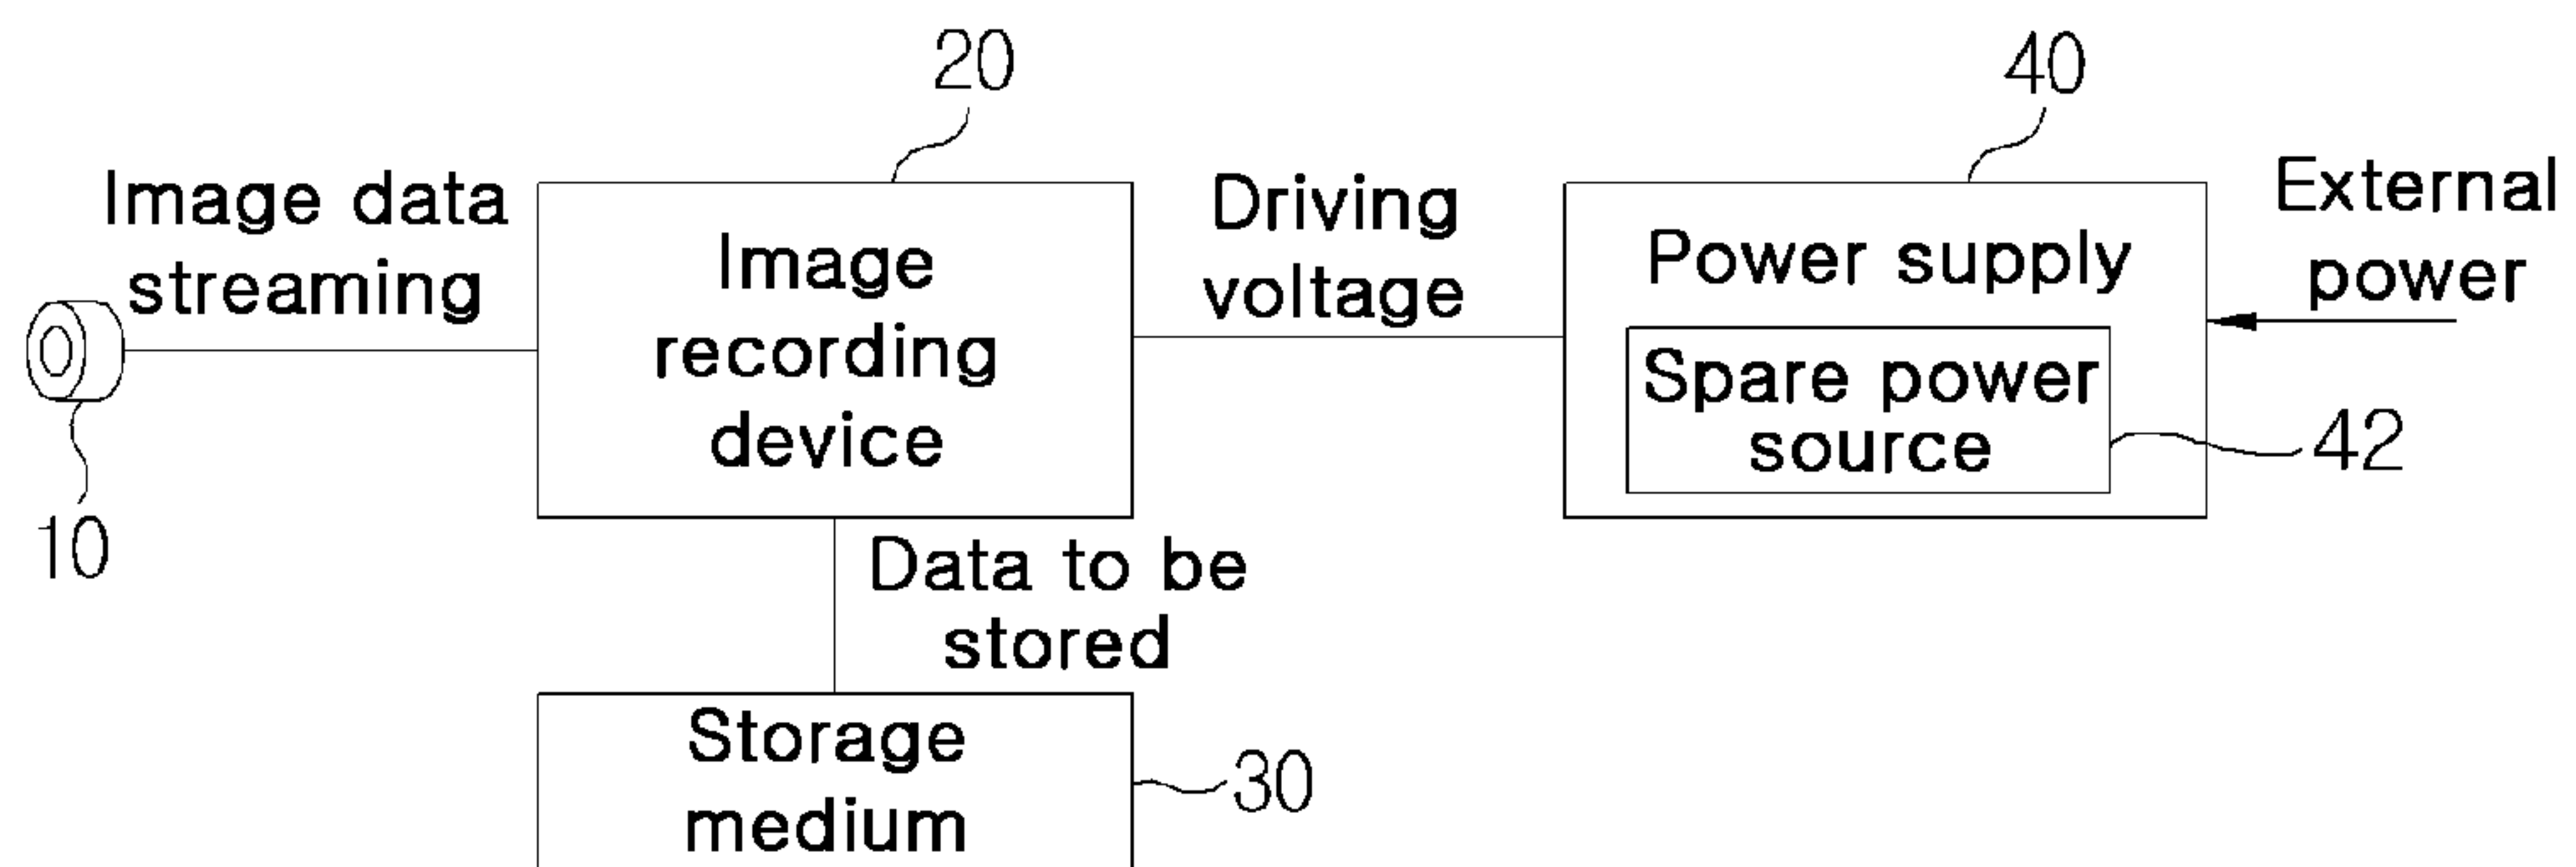 20
40
Image data
streaming
Image
recording
device
Driving
voltage
Power supply
Spare power
source
External
power
42
10
Data to be
stored
Storage
medium
30